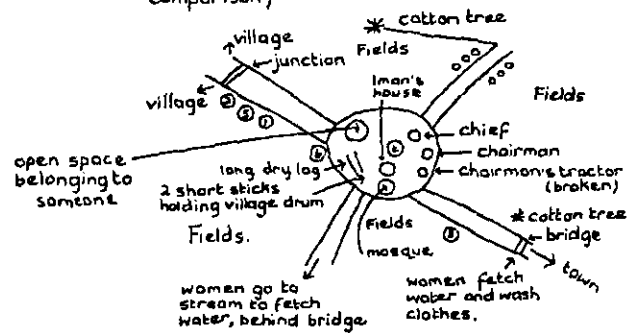 comparison)
cotton tree
village
junction
Fields
Iman's
house
Fields
village
chief
chairman
chairman's tractor
(broken)
open space
belonging to
someone
long dry log
2 short sticks
holding village drum
Fields.
Fields
mosque
cotton tree
bridge
town
women go to
stream to fetch
water, behind bridge
women fetch
water and wash
clothes.